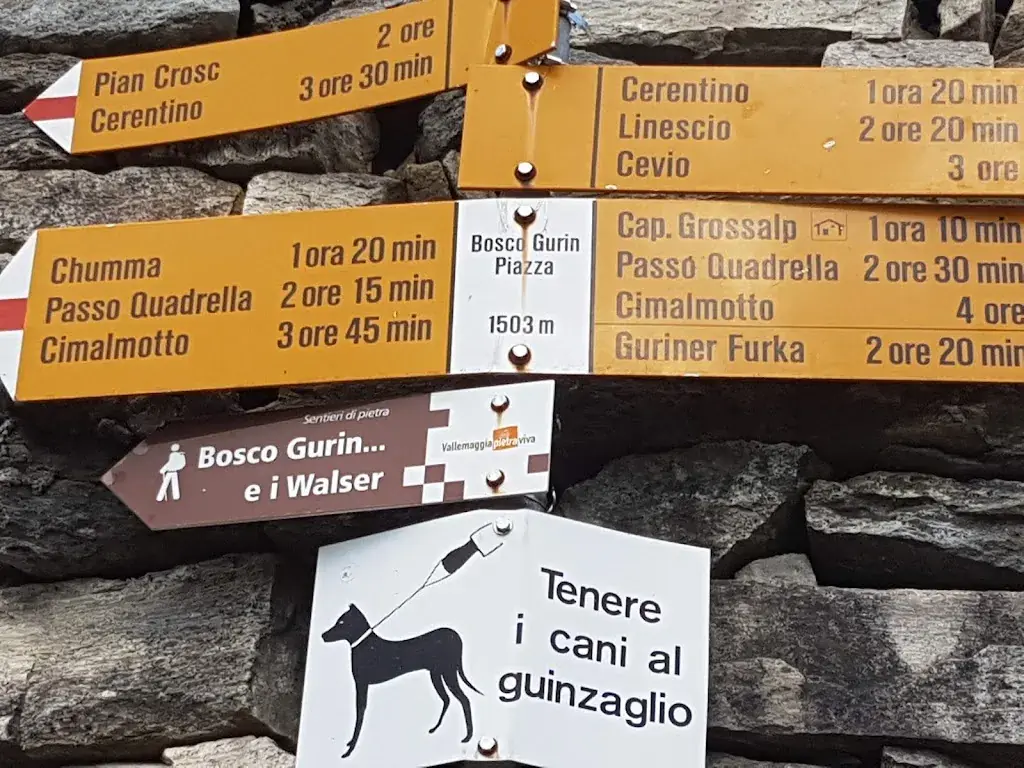 Pian Crosc 2 ore
Cerentino 3 ore 30 min
Cerentino 1 ora 20 min
Linescio 2 ore 20 min
Cevio 3 ore
Chumma 1 ora 20 min
Passo Quadrella 2 ore 15 min
Cimalmotto 3 ore 45 min
Bosco Gurin
Piazza
1503 m
Cap. Grossalp 1 ora 10 min
Passo Quadrella 2 ore 30 min
Cimalmotto 4 ore
Guriner Furka 2 ore 20 min
Sentieri di pietra
Bosco Gurin...
e i Walser
Vallemaggia pietra viva
Tenere
i cani al
guinzaglio